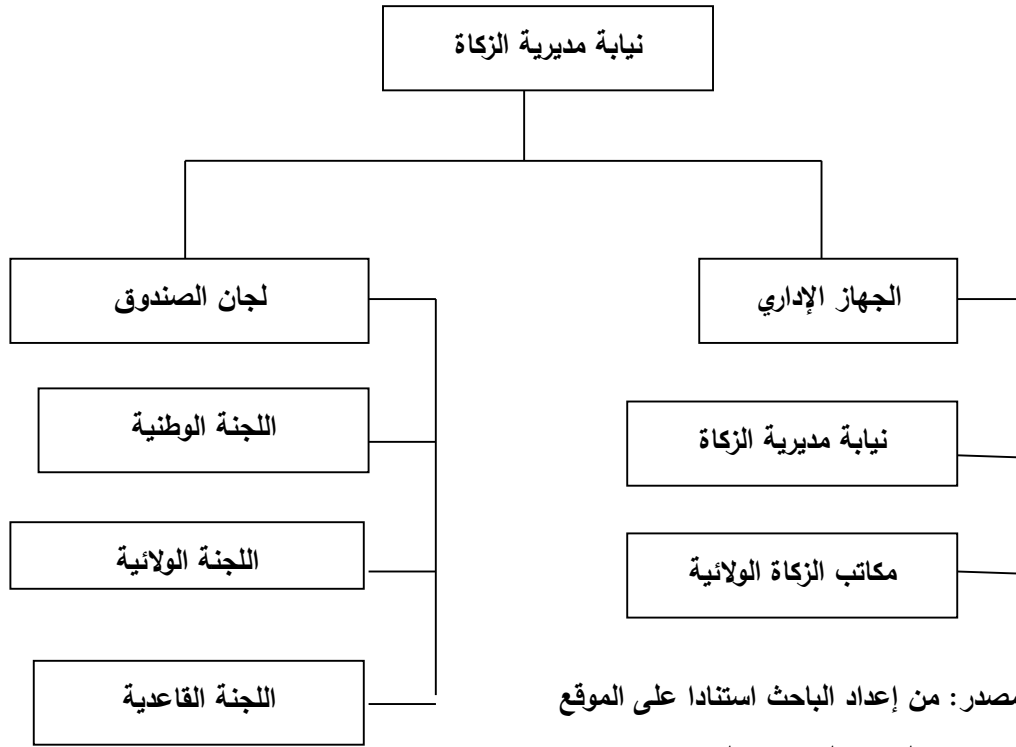 نيابة مديرية الزكاة
الجهاز الإداري
نيابة مديرية الزكاة
مكاتب الزكاة الولائية
لجان الصندوق
اللجنة الوطنية
اللجنة الولائية
اللجنة القاعدية
مصدر: من إعداد الباحث استنادا على الموقع